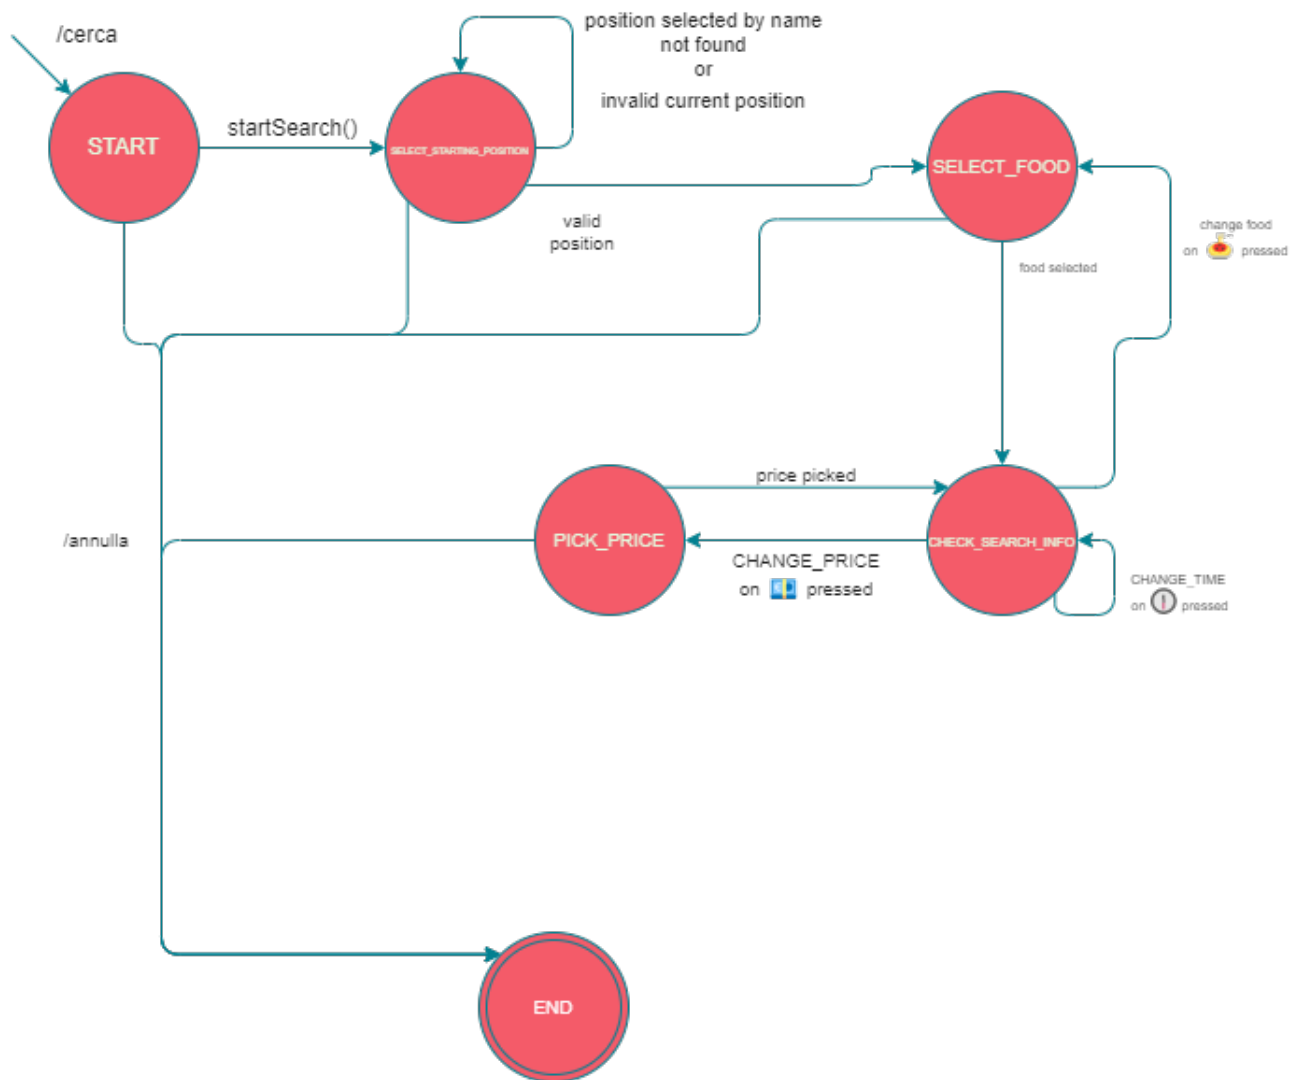 /cerca
START
startSearch()
SELECT_STARTING_POSITION
position selected by name
not found
or
invalid current position
valid
position
SELECT_FOOD
change food
on pressed
food selected
price picked
/annulla
PICK_PRICE
CHANGE_PRICE
on pressed
CHECK_SEARCH_INFO
CHANGE_TIME
on pressed
END